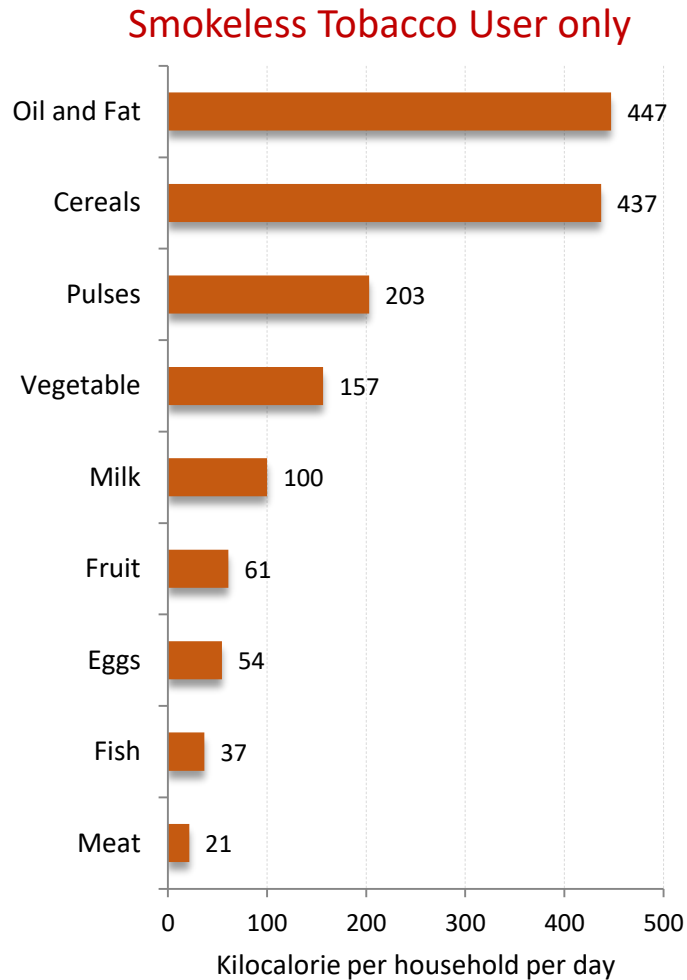 Smokeless Tobacco User only
Oil and Fat 447
Cereals 437
Pulses 203
Vegetable 157
Milk 100
Fruit 61
Eggs 54
Fish 37
Meat 21
0 100 200 300 400 500
Kilocalorie per household per day